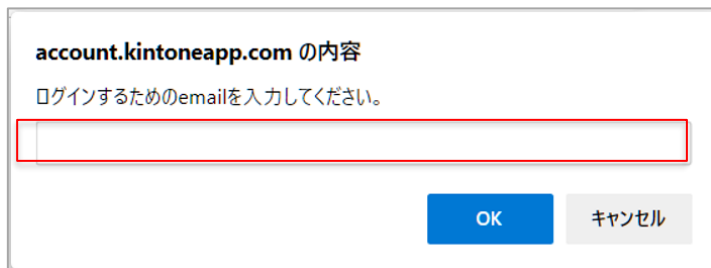 account.kintoneapp.com の内容
ログインするためのemailを入力してください。
OK
キャンセル